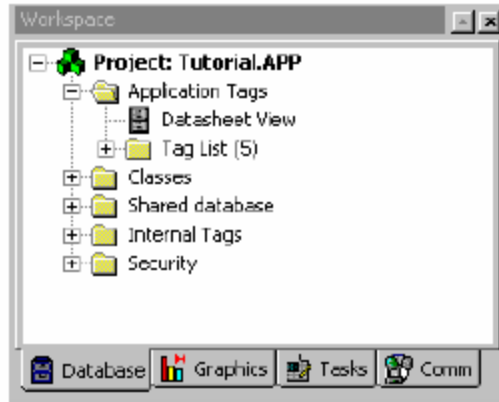 Workspace
Project: Tutorial.APP
Application Tags
Datasheet View
Tag List (5)
Classes
Shared database
Internal Tags
Security
Database Graphics Tasks Comm